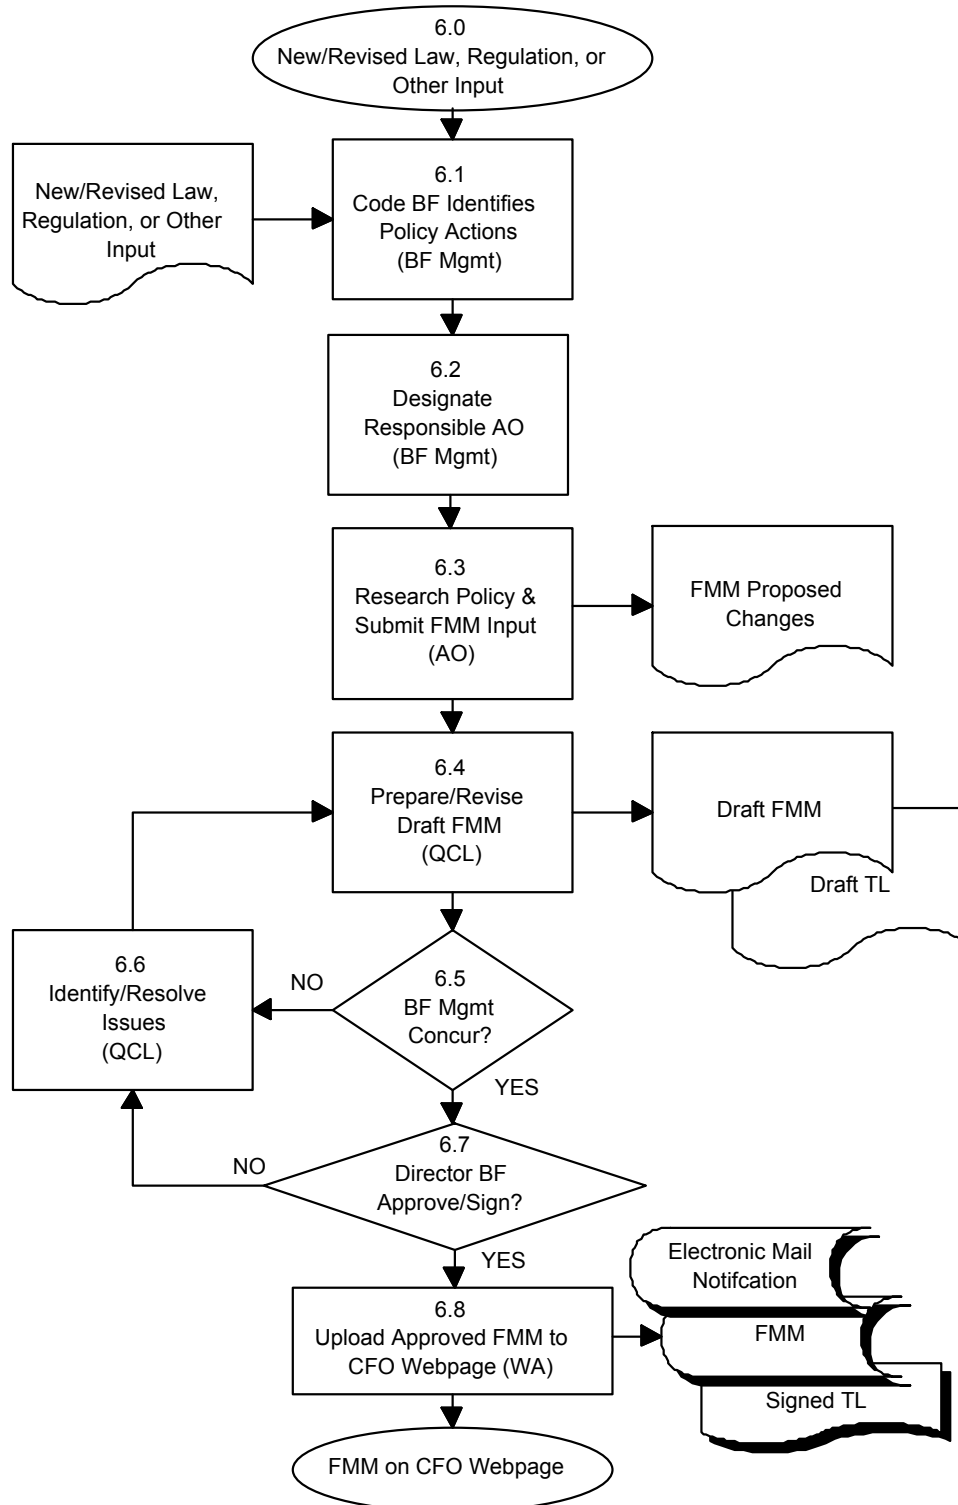 6.0
New/Revised Law, Regulation, or
Other Input
New/Revised Law,
Regulation, or Other
Input
6.1
Code BF Identifies
Policy Actions
(BF Mgmt)
6.2
Designate
Responsible AO
(BF Mgmt)
6.3
Research Policy &
Submit FMM Input
(AO)
FMM Proposed
Changes
6.4
Prepare/Revise
Draft FMM
(QCL)
Draft FMM
Draft TL
6.6
Identify/Resolve
Issues
(QCL)
NO
6.5
BF Mgmt
Concur?
YES
NO
6.7
Director BF
Approve/Sign?
YES
6.8
Upload Approved FMM to
CFO Webpage (WA)
Electronic Mail
Notifcation
FMM
Signed TL
FMM on CFO Webpage